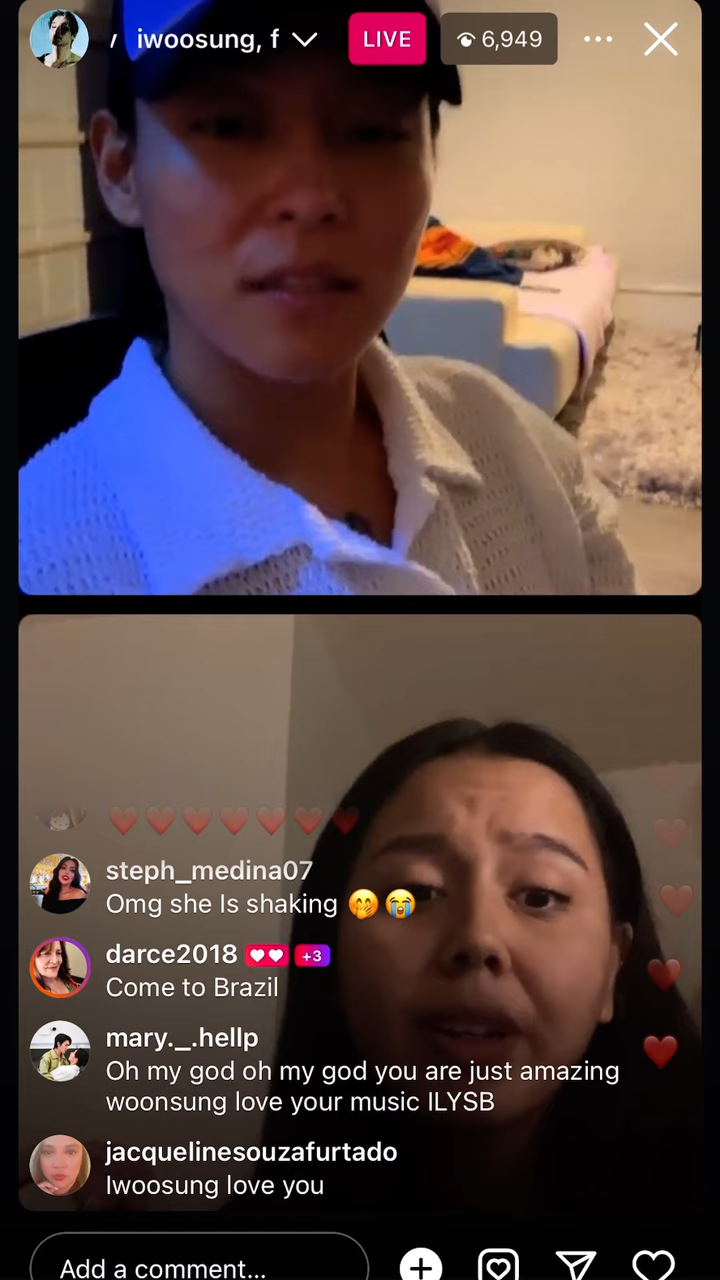 iwoosung, f
LIVE
6,949
steph_medina07
Omg she Is shaking 🤭😭
darce2018 +3
Come to Brazil
mary._.hellp
Oh my god oh my god you are just amazing
woonsung love your music ILYSB
jacquelinesouzafurtado
Iwoosung love you
Add a comment...